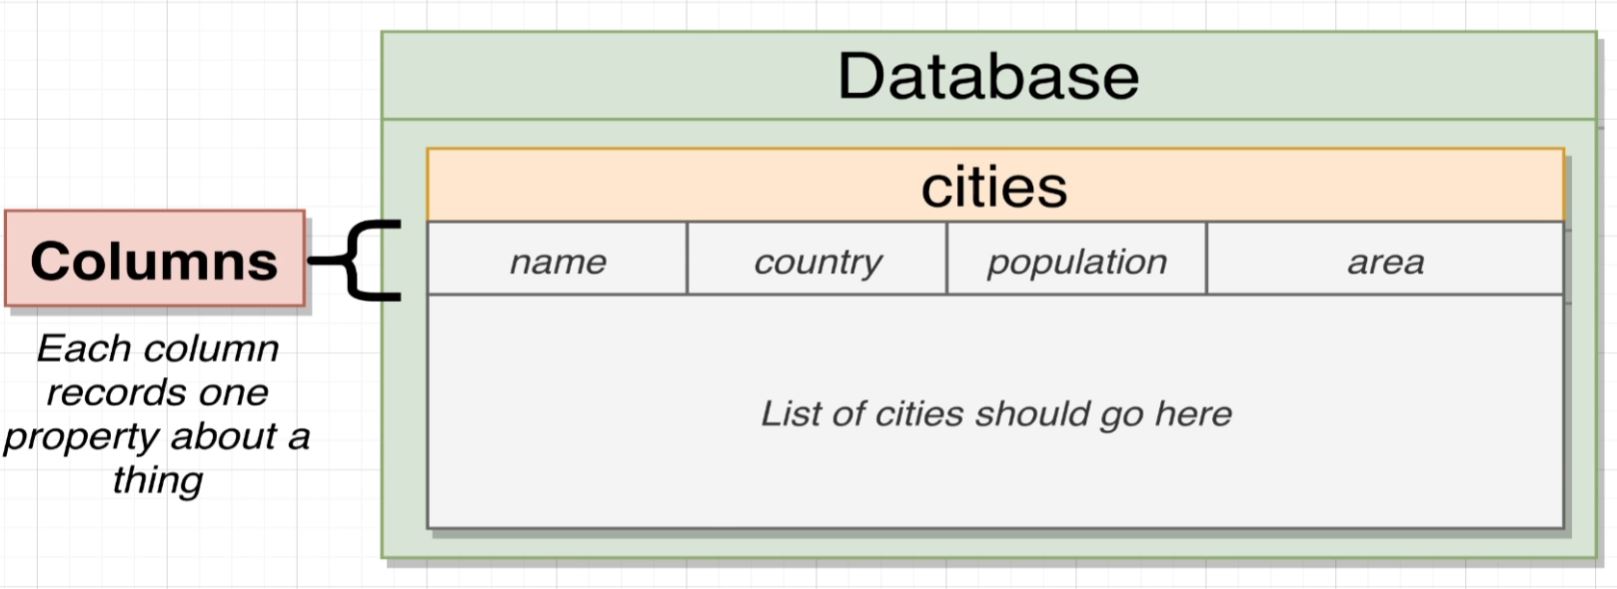 Database
cities
Columns
name country population area
Each column
records one
property about a
thing
List of cities should go here